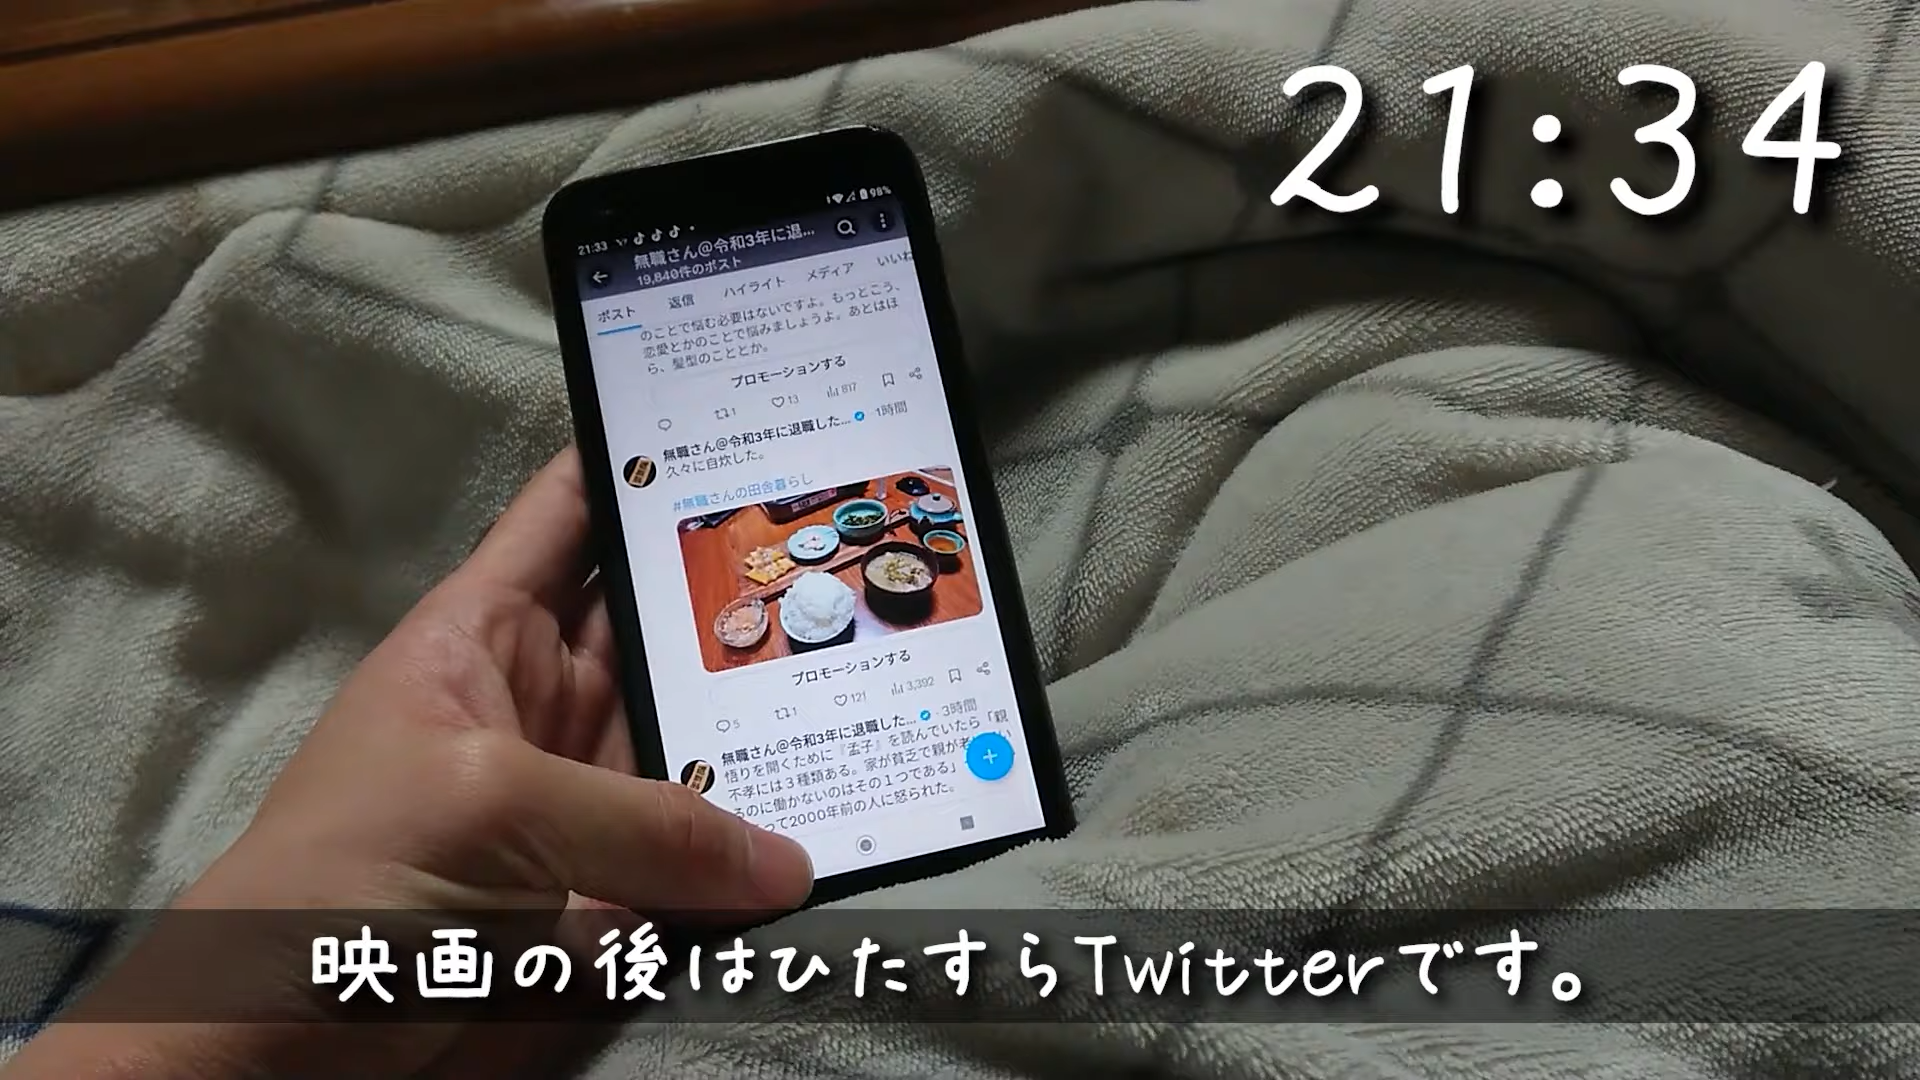 21:34
21:33
98%
無職さん@令和3年に退...
19,840件のポスト
ポスト 返信 ハイライト メディア いいね
のことで悩む必要はないですよ。もっとこう、
恋愛とかのことで悩みましょうよ。あとはほ
ら、髪型のこととか。
プロモーションする
1 13 817
無職さん@令和3年に退職した... ・1時間
久々に自炊した。
#無職さんの田舎暮らし
プロモーションする
5 1 121 3,392
無職さん@令和3年に退職した... ・3時間
悟りを開くために『孟子』を読んでいたら「親
不孝には3種類ある。家が貧乏で親が老
るのに働かないのはその1つである」
って2000年前の人に怒られた。
映画の後はひたすらTwitterです。